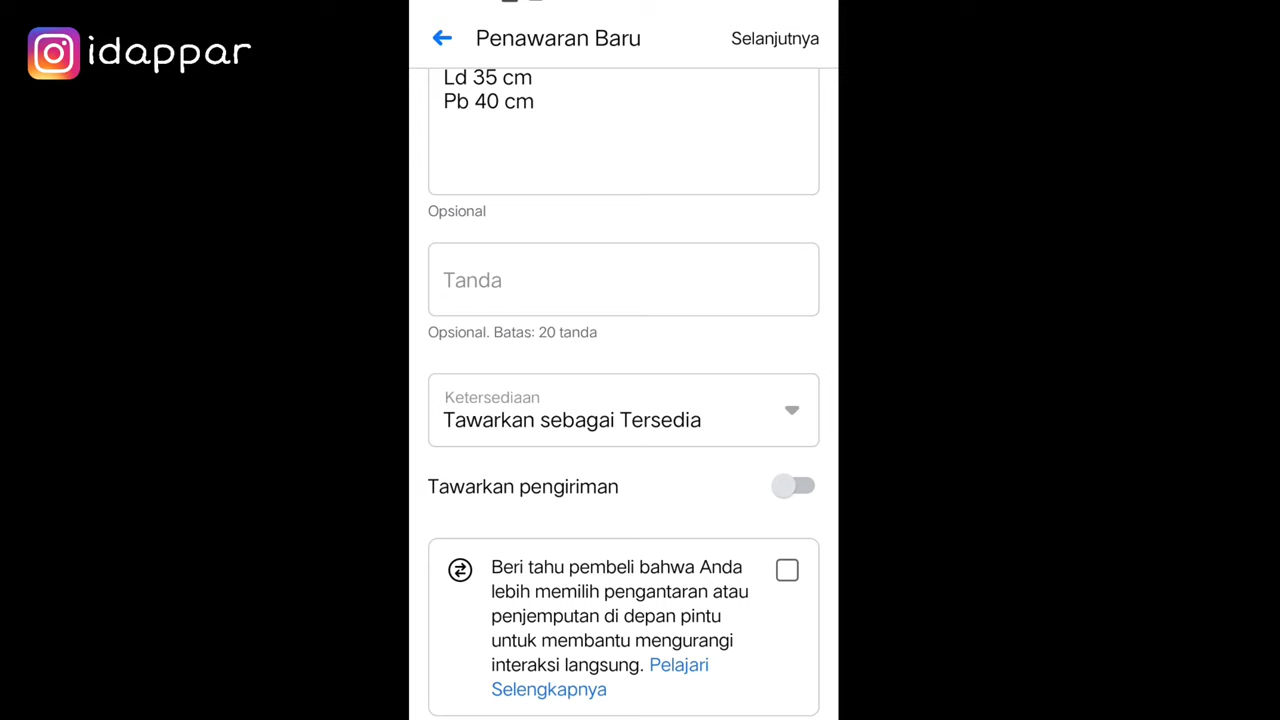 idappar
Penawaran Baru
Selanjutnya
Ld 35 cm
Pb 40 cm
Opsional
Tanda
Opsional. Batas: 20 tanda
Ketersediaan
Tawarkan sebagai Tersedia
Tawarkan pengiriman
Beri tahu pembeli bahwa Anda
lebih memilih pengantaran atau
penjemputan di depan pintu
untuk membantu mengurangi
interaksi langsung. Pelajari
Selengkapnya